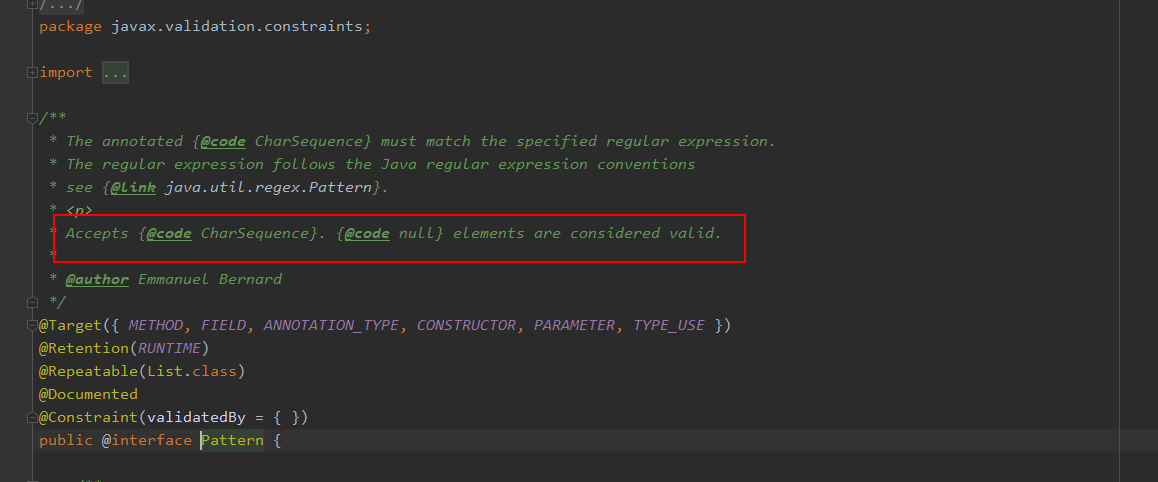 /.../
package javax.validation.constraints;
import ...
/**
* The annotated {@code CharSequence} must match the specified regular expression.
* The regular expression follows the Java regular expression conventions
* see {@link java.util.regex.Pattern}.
* <p>
* Accepts {@code CharSequence}. {@code null} elements are considered valid.
*
* @author Emmanuel Bernard
*/
@Target({ METHOD, FIELD, ANNOTATION_TYPE, CONSTRUCTOR, PARAMETER, TYPE_USE })
@Retention(RUNTIME)
@Repeatable(List.class)
@Documented
@Constraint(validatedBy = { })
public @interface Pattern {